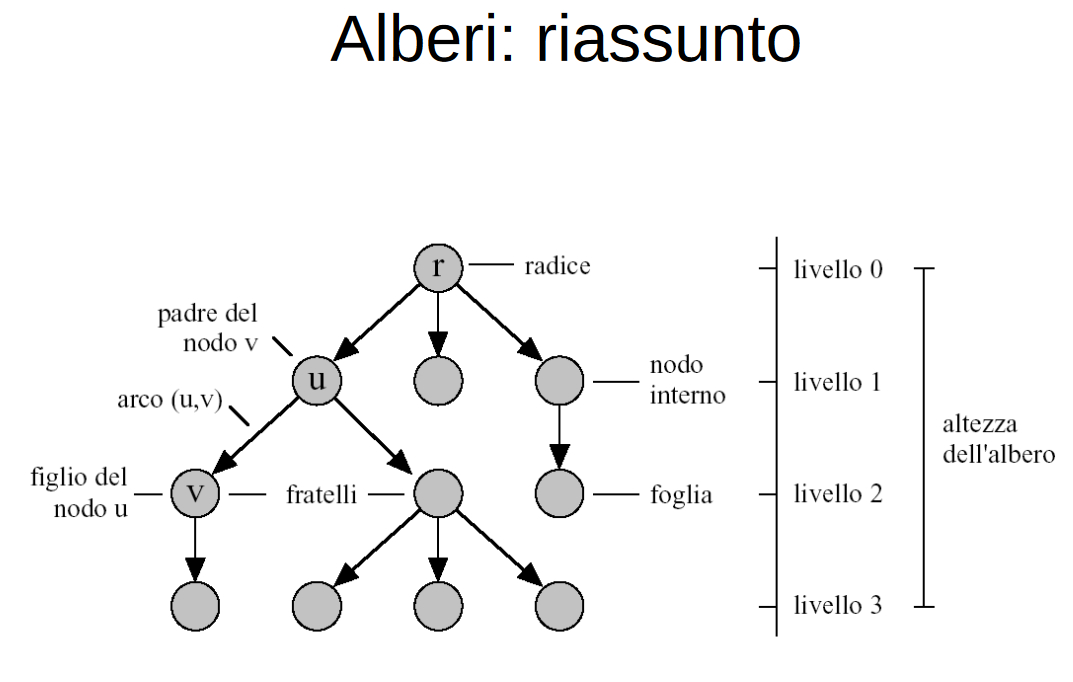 Alberi: riassunto
r
radice
livello 0
padre del
nodo v
u
nodo
interno
livello 1
arco (u,v)
altezza
dell'albero
figlio del
nodo u
v
fratelli
foglia
livello 2
livello 3